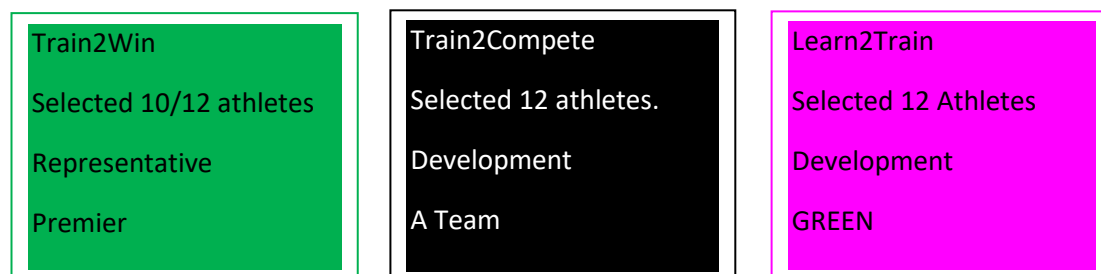 Train2Win
Selected 10/12 athletes
Representative
Premier
Train2Compete
Selected 12 athletes.
Development
A Team
Learn2Train
Selected 12 Athletes
Development
GREEN